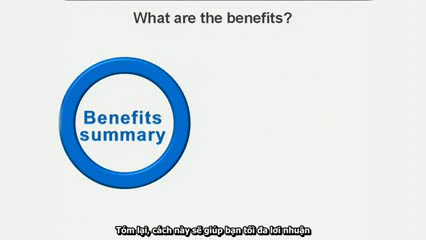 What are the benefits?
Benefits
summary
Tóm lại, cách này sẽ giúp bạn tối đa lợi nhuận